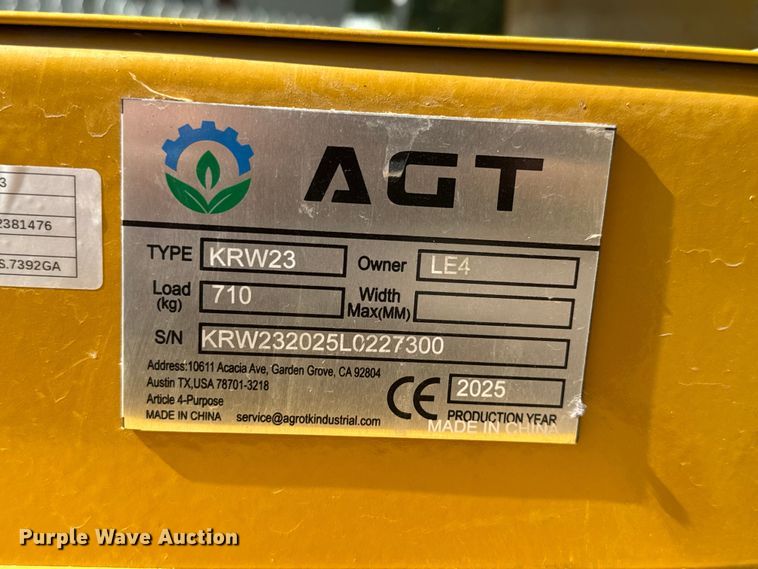 3
2381476
S.7392GA
AGT
TYPE KRW23 Owner LE4
Load (kg) 710 Width Max(MM)
S/N KRW232025L0227300
Address:10611 Acacia Ave, Garden Grove, CA 92804
Austin TX,USA 78701-3218
Article 4-Purpose
MADE IN CHINA service@agrotkindustrial.com
CE 2025
PRODUCTION YEAR
MADE IN CHINA
Purple Wave Auction